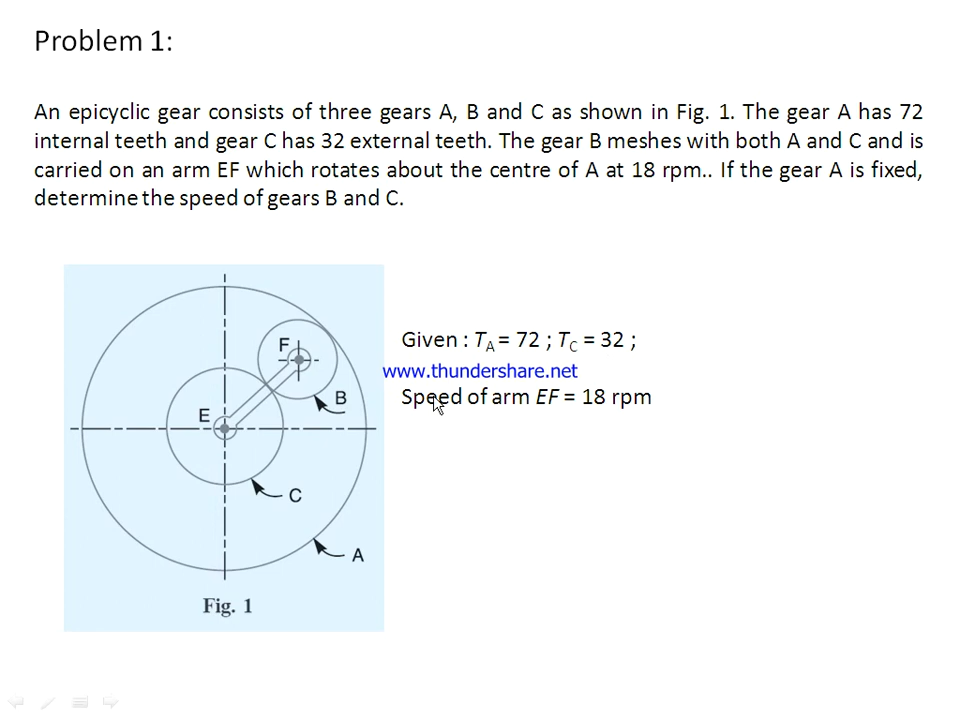 Problem 1:
An epicyclic gear consists of three gears A, B and C as shown in Fig. 1. The gear A has 72
internal teeth and gear C has 32 external teeth. The gear B meshes with both A and C and is
carried on an arm EF which rotates about the centre of A at 18 rpm.. If the gear A is fixed,
determine the speed of gears B and C.
Given : TA = 72 ; TC = 32 ;
www.thundershare.net
Speed of arm EF = 18 rpm
F
B
E
C
A
Fig. 1